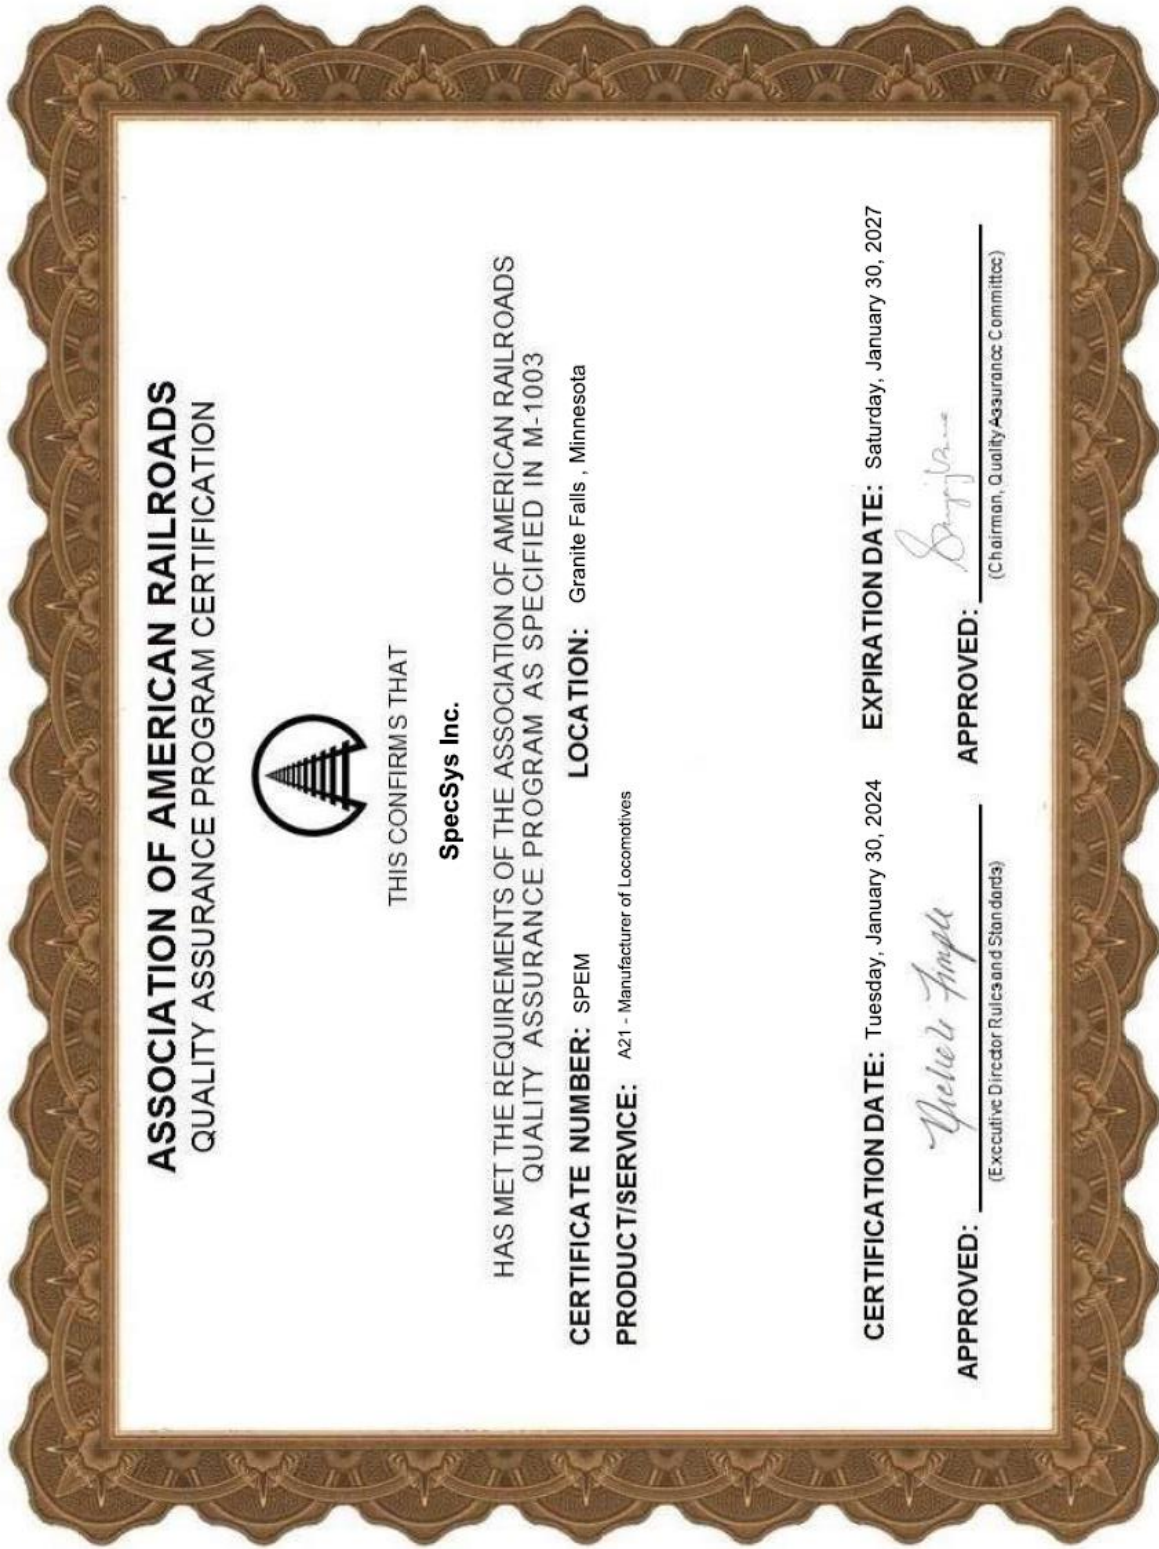 ASSOCIATION OF AMERICAN RAILROADS
QUALITY ASSURANCE PROGRAM CERTIFICATION
THIS CONFIRMS THAT
SpecSys Inc.
HAS MET THE REQUIREMENTS OF THE ASSOCIATION OF AMERICAN RAILROADS
QUALITY ASSURANCE PROGRAM AS SPECIFIED IN M-1003
CERTIFICATE NUMBER: SPEM LOCATION: Granite Falls , Minnesota
PRODUCT/SERVICE: A21 - Manufacturer of Locomotives
CERTIFICATION DATE: Tuesday, January 30, 2024 EXPIRATION DATE: Saturday, January 30, 2027
APPROVED: APPROVED:
(Executive Director Rules and Standards) (Chairman, Quality Assurance Committee)